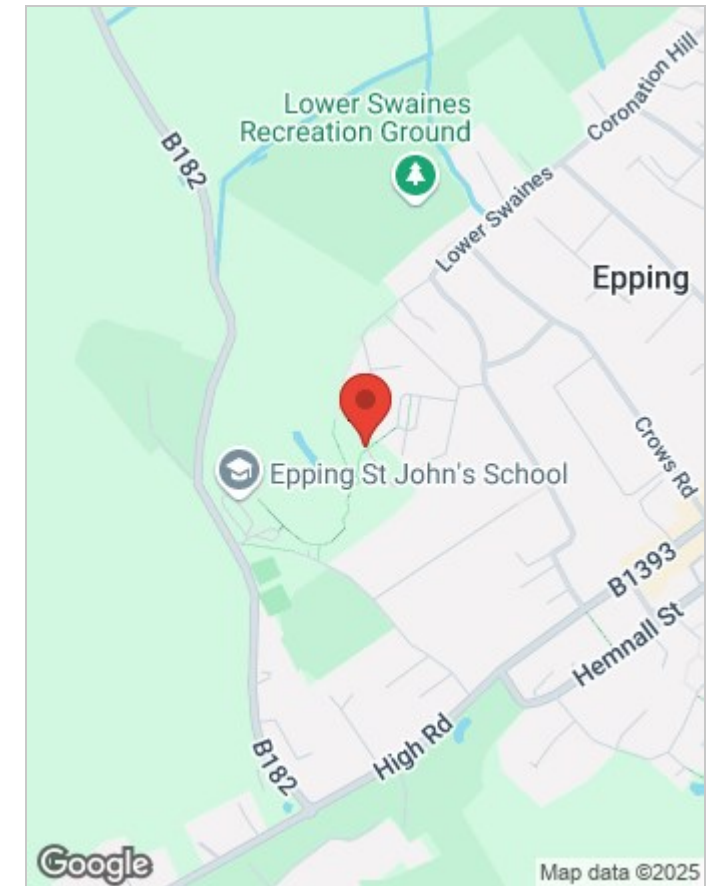 Lower Swaines
Recreation Ground
Coronation Hill
B182
Lower Swaines
Epping
Crows Rd
Epping St John's School
B1393
Hemnall St
High Rd
B182
Google
Map data ©2025